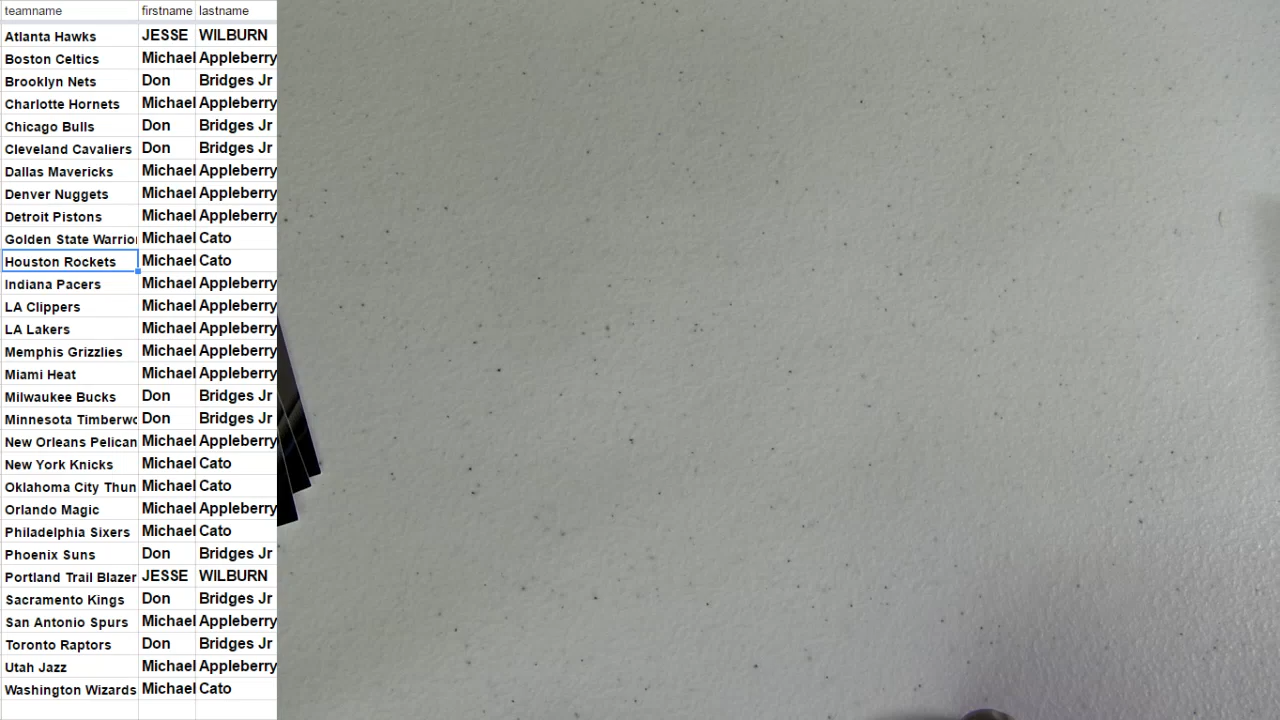 teamname firstname lastname
Atlanta Hawks JESSE WILBURN
Boston Celtics Michael Appleberry
Brooklyn Nets Don Bridges Jr
Charlotte Hornets Michael Appleberry
Chicago Bulls Don Bridges Jr
Cleveland Cavaliers Don Bridges Jr
Dallas Mavericks Michael Appleberry
Denver Nuggets Michael Appleberry
Detroit Pistons Michael Appleberry
Golden State Warrior Michael Cato
Houston Rockets Michael Cato
Indiana Pacers Michael Appleberry
LA Clippers Michael Appleberry
LA Lakers Michael Appleberry
Memphis Grizzlies Michael Appleberry
Miami Heat Michael Appleberry
Milwaukee Bucks Don Bridges Jr
Minnesota Timberwo Don Bridges Jr
New Orleans Pelican Michael Appleberry
New York Knicks Michael Cato
Oklahoma City Thun Michael Cato
Orlando Magic Michael Appleberry
Philadelphia Sixers Michael Cato
Phoenix Suns Don Bridges Jr
Portland Trail Blazer JESSE WILBURN
Sacramento Kings Don Bridges Jr
San Antonio Spurs Michael Appleberry
Toronto Raptors Don Bridges Jr
Utah Jazz Michael Appleberry
Washington Wizards Michael Cato